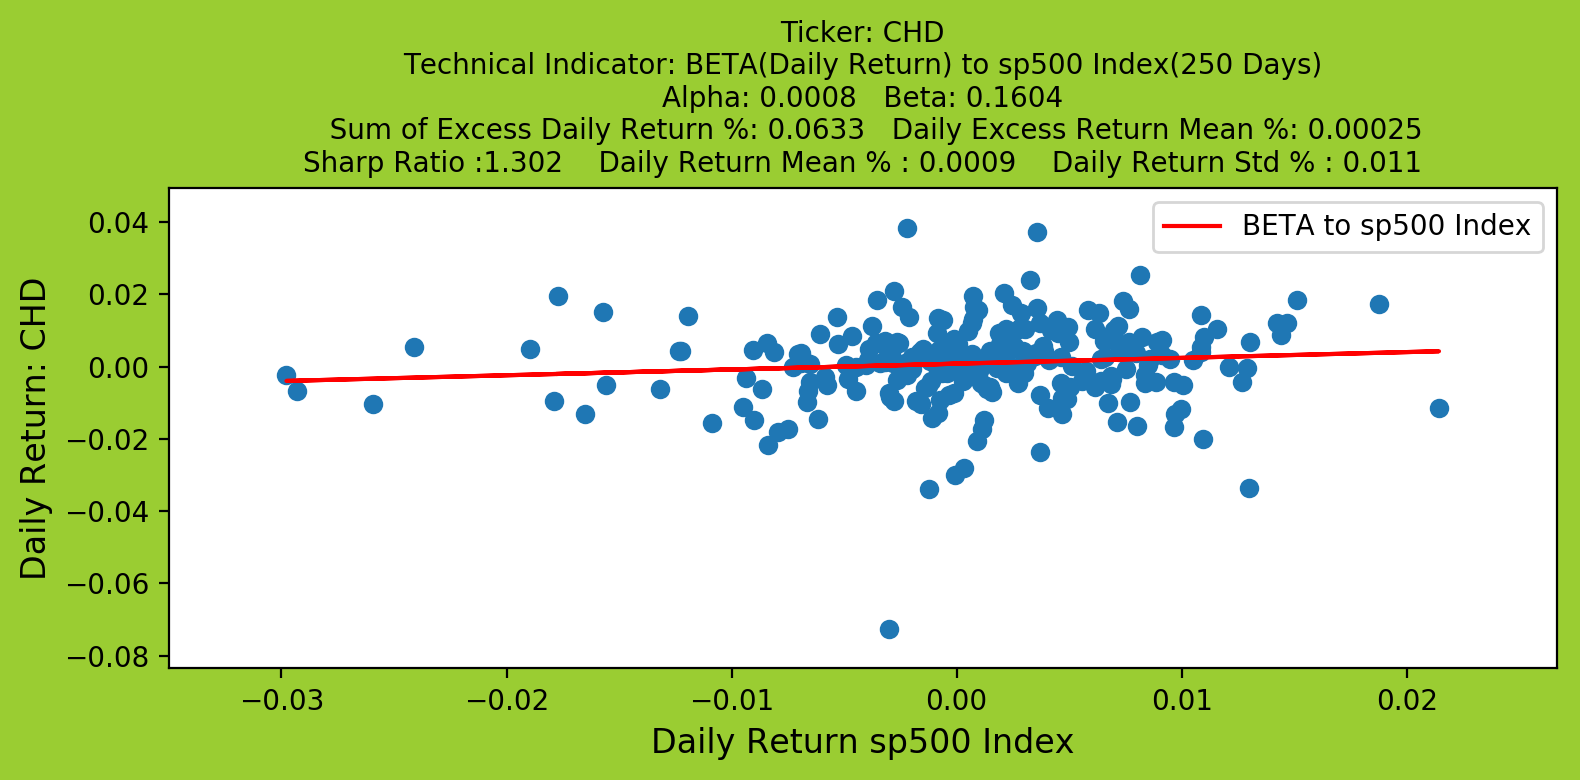 Ticker: CHD
Technical Indicator: BETA(Daily Return) to sp500 Index(250 Days)
Alpha: 0.0008 Beta: 0.1604
Sum of Excess Daily Return %: 0.0633 Daily Excess Return Mean %: 0.00025
Sharp Ratio :1.302 Daily Return Mean % : 0.0009 Daily Return Std % : 0.011
BETA to sp500 Index
Daily Return: CHD
0.04
0.02
0.00
−0.02
−0.04
−0.06
−0.08
−0.03 −0.02 −0.01 0.00 0.01 0.02
Daily Return sp500 Index